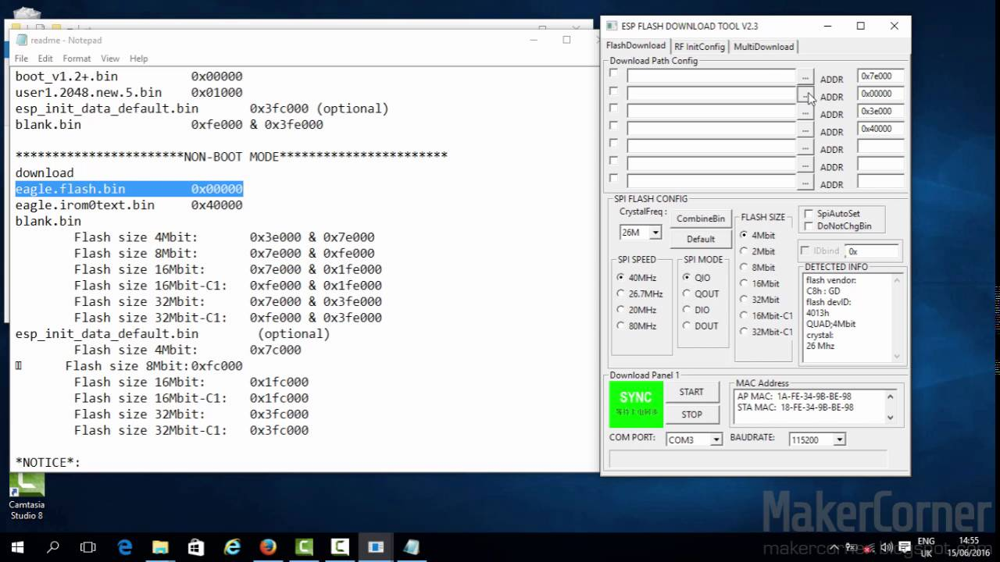 readme - Notepad
File Edit Format View Help
boot_v1.2+.bin 0x00000
user1.2048.new.5.bin 0x01000
esp_init_data_default.bin 0x3fc000 (optional)
blank.bin 0xfe000 & 0x3fe000
***********************NON-BOOT MODE***********************
download
eagle.flash.bin 0x00000
eagle.irom0text.bin 0x40000
blank.bin
Flash size 4Mbit: 0x3e000 & 0x7e000
Flash size 8Mbit: 0x7e000 & 0xfe000
Flash size 16Mbit: 0x7e000 & 0x1fe000
Flash size 16Mbit-C1: 0xfe000 & 0x1fe000
Flash size 32Mbit: 0x7e000 & 0x3fe000
Flash size 32Mbit-C1: 0xfe000 & 0x3fe000
esp_init_data_default.bin (optional)
Flash size 4Mbit: 0x7c000
Flash size 8Mbit: 0xfc000
Flash size 16Mbit: 0x1fc000
Flash size 16Mbit-C1: 0x1fc000
Flash size 32Mbit: 0x3fc000
Flash size 32Mbit-C1: 0x3fc000
*NOTICE*:
ESP FLASH DOWNLOAD TOOL V2.3
FlashDownload RF InitConfig MultiDownload
Download Path Config
... ADDR 0x7e000
... ADDR 0x00000
... ADDR 0x3e000
... ADDR 0x40000
... ADDR
... ADDR
... ADDR
SPI FLASH CONFIG
CrystalFreq :
26M
CombineBin
Default
SPI SPEED
40MHz
26.7MHz
20MHz
80MHz
SPI MODE
QIO
QOUT
DIO
DOUT
FLASH SIZE
4Mbit
2Mbit
8Mbit
16Mbit
32Mbit
16Mbit-C1
32Mbit-C1
SpiAutoSet
DoNotChgBin
IDbind 0x
DETECTED INFO
flash vendor:
C8h : GD
flash devID:
4013h
QUAD;4Mbit
crystal:
26 Mhz
Download Panel 1
SYNC
等待上电同步
START
STOP
MAC Address
AP MAC: 1A-FE-34-9B-BE-98
STA MAC: 18-FE-34-9B-BE-98
COM PORT: COM3 BAUDRATE: 115200
Camtasia
Studio 8
MakerCorner
makercorner.blogspot.com
ENG
UK
14:55
15/06/2016